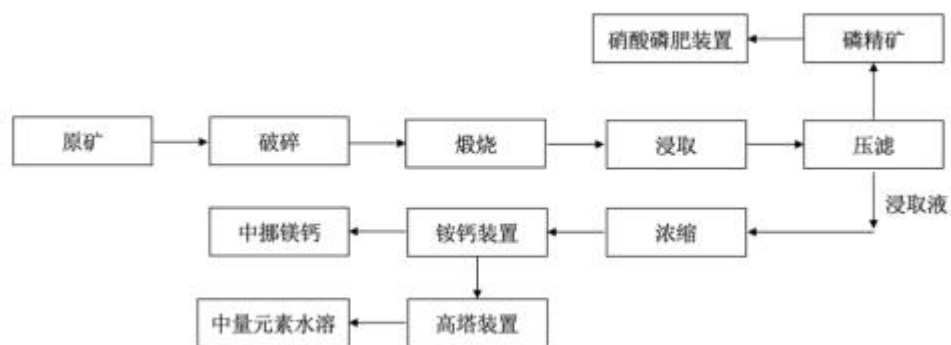 硝酸磷肥装置
磷精矿
原矿
破碎
煅烧
浸取
压滤
浸取液
中挪镁钙
铵钙装置
浓缩
中量元素水溶
高塔装置